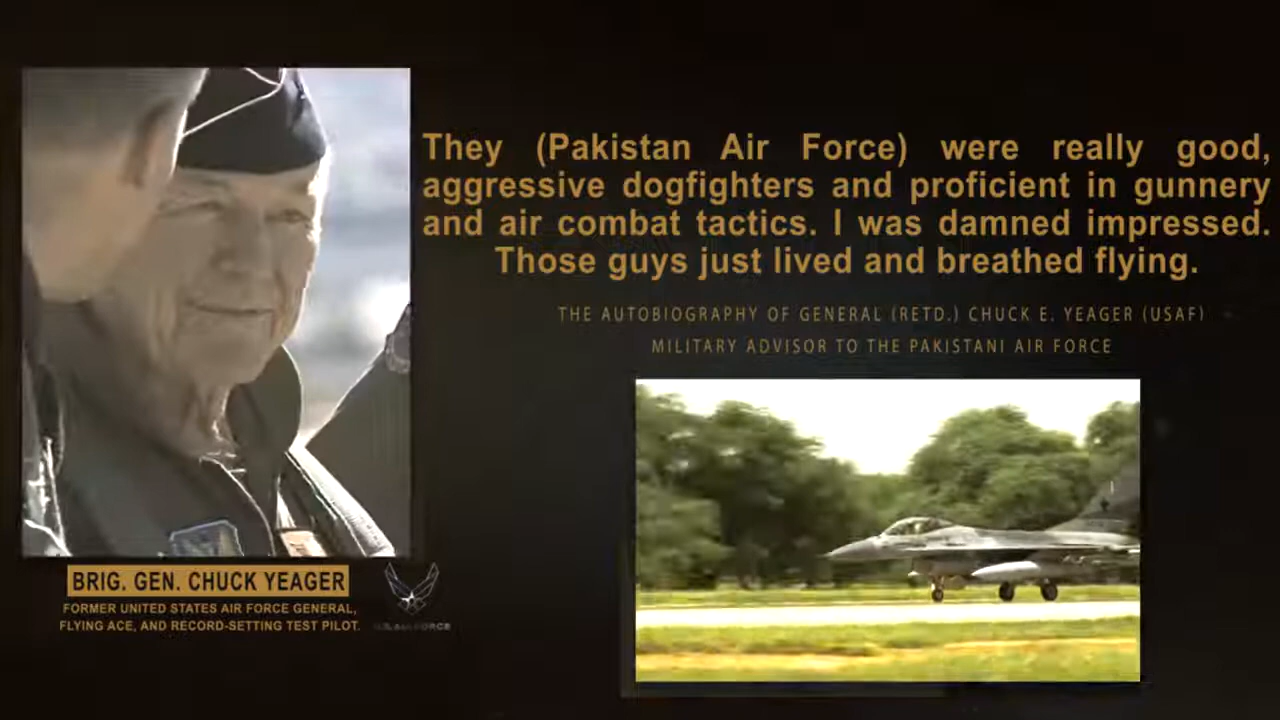 They (Pakistan Air Force) were really good,
aggressive dogfighters and proficient in gunnery
and air combat tactics. I was damned impressed.
Those guys just lived and breathed flying.
THE AUTOBIOGRAPHY OF GENERAL (RETD.) CHUCK E. YEAGER (USAF)
MILITARY ADVISOR TO THE PAKISTANI AIR FORCE
BRIG. GEN. CHUCK YEAGER
FORMER UNITED STATES AIR FORCE GENERAL,
FLYING ACE, AND RECORD-SETTING TEST PILOT.
U.S. AIR FORCE